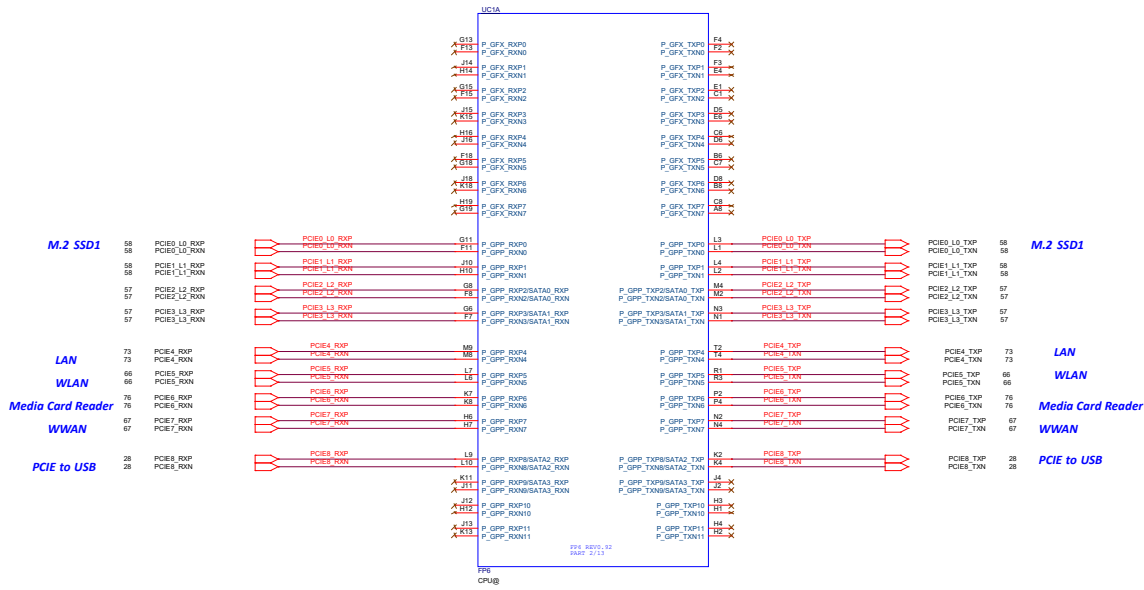 UC1A
G13 P_GFX_RXP0 P_GFX_TXP0 F4
F13 P_GFX_RXN0 P_GFX_TXN0 F2
J14 P_GFX_RXP1 P_GFX_TXP1 F3
H14 P_GFX_RXN1 P_GFX_TXN1 E4
G15 P_GFX_RXP2 P_GFX_TXP2 E1
F15 P_GFX_RXN2 P_GFX_TXN2 C1
J15 P_GFX_RXP3 P_GFX_TXP3 D5
K15 P_GFX_RXN3 P_GFX_TXN3 E6
H16 P_GFX_RXP4 P_GFX_TXP4 C6
J16 P_GFX_RXN4 P_GFX_TXN4 D6
F18 P_GFX_RXP5 P_GFX_TXP5 B6
G18 P_GFX_RXN5 P_GFX_TXN5 C7
J18 P_GFX_RXP6 P_GFX_TXP6 D8
K18 P_GFX_RXN6 P_GFX_TXN6 B8
H19 P_GFX_RXP7 P_GFX_TXP7 C8
G19 P_GFX_RXN7 P_GFX_TXN7 A8
M.2 SSD1 58 PCIE0_L0_RXP PCIE0_L0_RXP G11 P_GPP_RXP0 P_GPP_TXP0 L3 PCIE0_L0_TXP PCIE0_L0_TXP 58 M.2 SSD1
58 PCIE0_L0_RXN PCIE0_L0_RXN F11 P_GPP_RXN0 P_GPP_TXN0 L1 PCIE0_L0_TXN PCIE0_L0_TXN 58
58 PCIE1_L1_RXP PCIE1_L1_RXP J10 P_GPP_RXP1 P_GPP_TXP1 L4 PCIE1_L1_TXP PCIE1_L1_TXP 58
58 PCIE1_L1_RXN PCIE1_L1_RXN H10 P_GPP_RXN1 P_GPP_TXN1 L2 PCIE1_L1_TXN PCIE1_L1_TXN 58
57 PCIE2_L2_RXP PCIE2_L2_RXP G8 P_GPP_RXP2/SATA0_RXP P_GPP_TXP2/SATA0_TXP M4 PCIE2_L2_TXP PCIE2_L2_TXP 57
57 PCIE2_L2_RXN PCIE2_L2_RXN F8 P_GPP_RXN2/SATA0_RXN P_GPP_TXN2/SATA0_TXN M2 PCIE2_L2_TXN PCIE2_L2_TXN 57
57 PCIE3_L3_RXP PCIE3_L3_RXP G6 P_GPP_RXP3/SATA1_RXP P_GPP_TXP3/SATA1_TXP N3 PCIE3_L3_TXP PCIE3_L3_TXP 57
57 PCIE3_L3_RXN PCIE3_L3_RXN F7 P_GPP_RXN3/SATA1_RXN P_GPP_TXN3/SATA1_TXN N1 PCIE3_L3_TXN PCIE3_L3_TXN 57
LAN 73 PCIE4_RXP PCIE4_RXP M9 P_GPP_RXP4 P_GPP_TXP4 T2 PCIE4_TXP PCIE4_TXP 73 LAN
73 PCIE4_RXN PCIE4_RXN M8 P_GPP_RXN4 P_GPP_TXN4 T4 PCIE4_TXN PCIE4_TXN 73
WLAN 66 PCIE5_RXP PCIE5_RXP L7 P_GPP_RXP5 P_GPP_TXP5 R1 PCIE5_TXP PCIE5_TXP 66 WLAN
66 PCIE5_RXN PCIE5_RXN L6 P_GPP_RXN5 P_GPP_TXN5 R3 PCIE5_TXN PCIE5_TXN 66
Media Card Reader 76 PCIE6_RXP PCIE6_RXP K7 P_GPP_RXP6 P_GPP_TXP6 P2 PCIE6_TXP PCIE6_TXP 76 Media Card Reader
76 PCIE6_RXN PCIE6_RXN K8 P_GPP_RXN6 P_GPP_TXN6 P4 PCIE6_TXN PCIE6_TXN 76
WWAN 67 PCIE7_RXP PCIE7_RXP H6 P_GPP_RXP7 P_GPP_TXP7 N2 PCIE7_TXP PCIE7_TXP 67 WWAN
67 PCIE7_RXN PCIE7_RXN H7 P_GPP_RXN7 P_GPP_TXN7 N4 PCIE7_TXN PCIE7_TXN 67
PCIE to USB 28 PCIE8_RXP PCIE8_RXP L9 P_GPP_RXP8/SATA2_RXP P_GPP_TXP8/SATA2_TXP K2 PCIE8_TXP PCIE8_TXP 28 PCIE to USB
28 PCIE8_RXN PCIE8_RXN L10 P_GPP_RXN8/SATA2_RXN P_GPP_TXN8/SATA2_TXN K4 PCIE8_TXN PCIE8_TXN 28
K11 P_GPP_RXP9/SATA3_RXP P_GPP_TXP9/SATA3_TXP J4
J11 P_GPP_RXN9/SATA3_RXN P_GPP_TXN9/SATA3_TXN J2
J12 P_GPP_RXP10 P_GPP_TXP10 H3
H12 P_GPP_RXN10 P_GPP_TXN10 H1
J13 P_GPP_RXP11 P_GPP_TXP11 H4
K13 P_GPP_RXN11 P_GPP_TXN11 H2
FP6 REV0.92
PART 2/13
FP6
CPU@